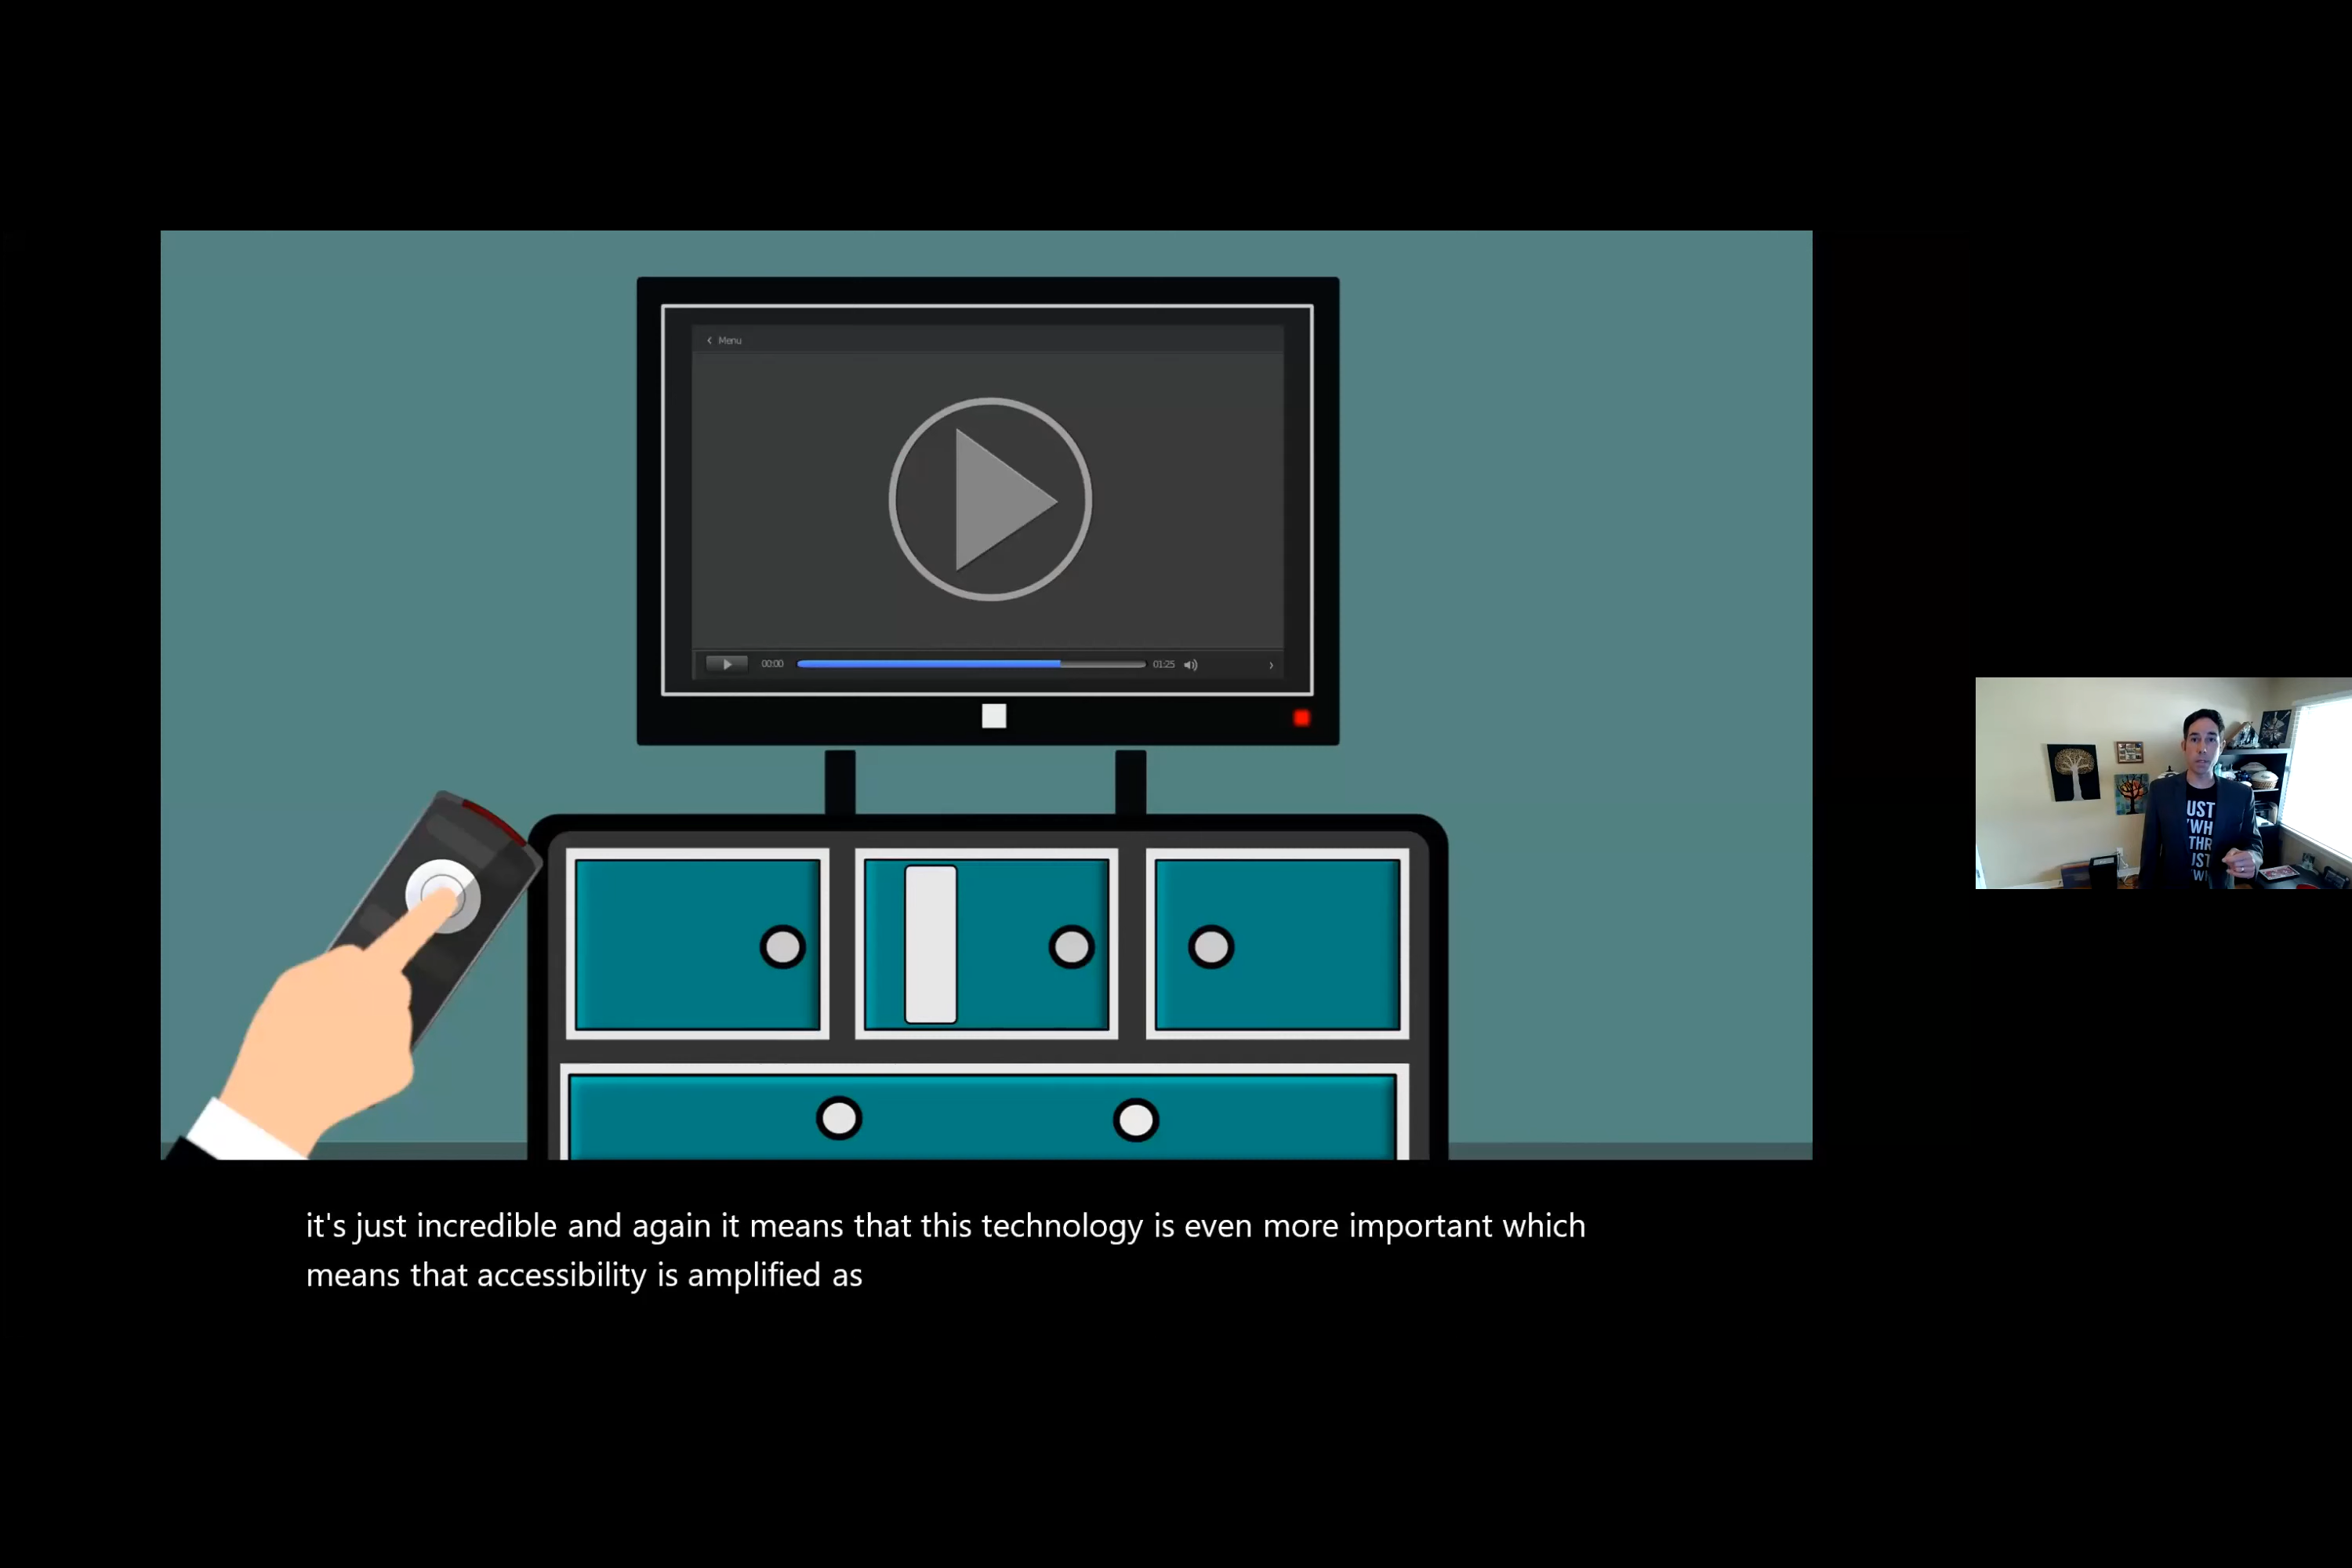 Menu
00:00
01:25
UST
it's just incredible and again it means that this technology is even more important which
means that accessibility is amplified as